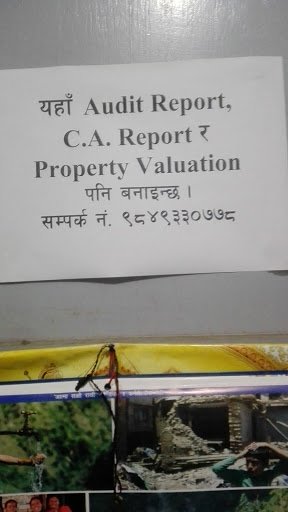 यहाँ Audit Report,
C.A. Report र
Property Valuation
पनि बनाइन्छ ।
सम्पर्क नं. ९८४९३३०७७८